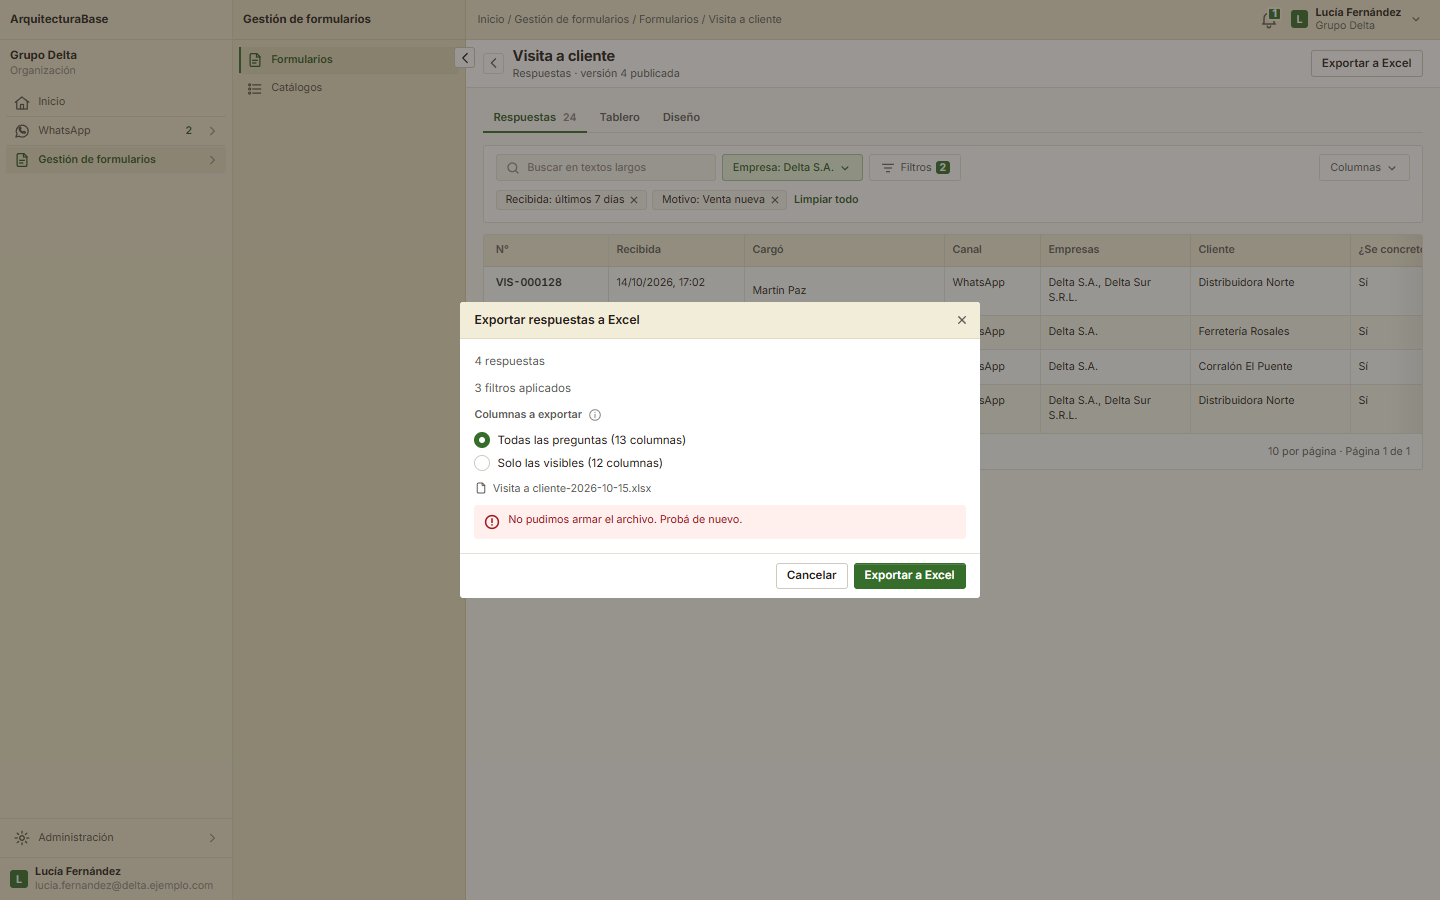 ArquitecturaBase
Grupo Delta
Organización
Inicio
WhatsApp 2
Gestión de formularios
Administración
L
Lucía Fernández
lucia.fernandez@delta.ejemplo.com
Gestión de formularios
Formularios
Catálogos
Inicio / Gestión de formularios / Formularios / Visita a cliente
1
L
Lucía Fernández
Grupo Delta
Visita a cliente
Respuestas · versión 4 publicada
Exportar a Excel
Respuestas 24 Tablero Diseño
Buscar en textos largos Empresa: Delta S.A. Filtros 2 Columnas
Recibida: últimos 7 días Motivo: Venta nueva Limpiar todo
Nº Recibida Cargó Canal Empresas Cliente ¿Se concret
VIS-000128 14/10/2026, 17:02 Martín Paz WhatsApp Delta S.A., Delta Sur S.R.L. Distribuidora Norte Sí
sApp Delta S.A. Ferretería Rosales Sí
sApp Delta S.A. Corralón El Puente Sí
sApp Delta S.A., Delta Sur S.R.L. Distribuidora Norte Sí
10 por página · Página 1 de 1
Exportar respuestas a Excel
4 respuestas
3 filtros aplicados
Columnas a exportar
Todas las preguntas (13 columnas)
Solo las visibles (12 columnas)
Visita a cliente-2026-10-15.xlsx
No pudimos armar el archivo. Probá de nuevo.
Cancelar Exportar a Excel